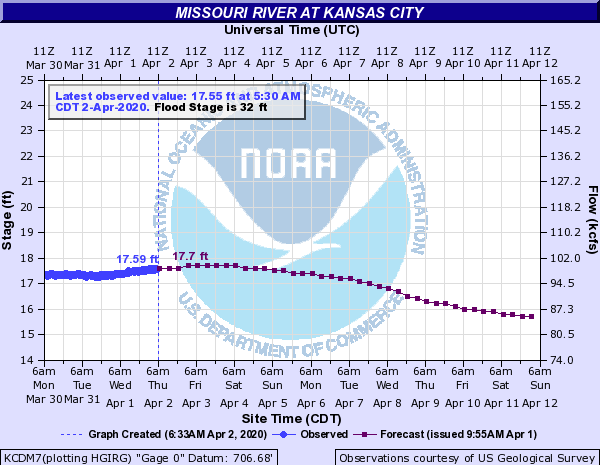 MISSOURI RIVER AT KANSAS CITY
Universal Time (UTC)
11Z 11Z 11Z 11Z 11Z 11Z 11Z 11Z 11Z 11Z 11Z 11Z 11Z 11Z
Mar 30 Mar 31 Apr 1 Apr 2 Apr 3 Apr 4 Apr 5 Apr 6 Apr 7 Apr 8 Apr 9 Apr 10 Apr 11 Apr 12
Latest observed value: 17.55 ft at 5:30 AM
CDT 2-Apr-2020. Flood Stage is 32 ft
25 165.2
24 155.2
23 145.2
22 136.2
21 127.2
20 118.2
19 110.2
18 102.0
17 94.5
16 87.3
15 80.5
14 74.0
Stage (ft)
Flow (kcfs)
NATIONAL OCEANIC AND ATMOSPHERIC ADMINISTRATION
NOAA
U.S. DEPARTMENT OF COMMERCE
17.59 ft
17.7 ft
6am 6am 6am 6am 6am 6am 6am 6am 6am 6am 6am 6am 6am 6am
Mon Tue Wed Thu Fri Sat Sun Mon Tue Wed Thu Fri Sat Sun
Mar 30 Mar 31 Apr 1 Apr 2 Apr 3 Apr 4 Apr 5 Apr 6 Apr 7 Apr 8 Apr 9 Apr 10 Apr 11 Apr 12
Site Time (CDT)
Graph Created (6:33AM Apr 2, 2020) Observed Forecast (issued 9:55AM Apr 1)
KCDM7(plotting HGIRG) "Gage 0" Datum: 706.68' Observations courtesy of US Geological Survey